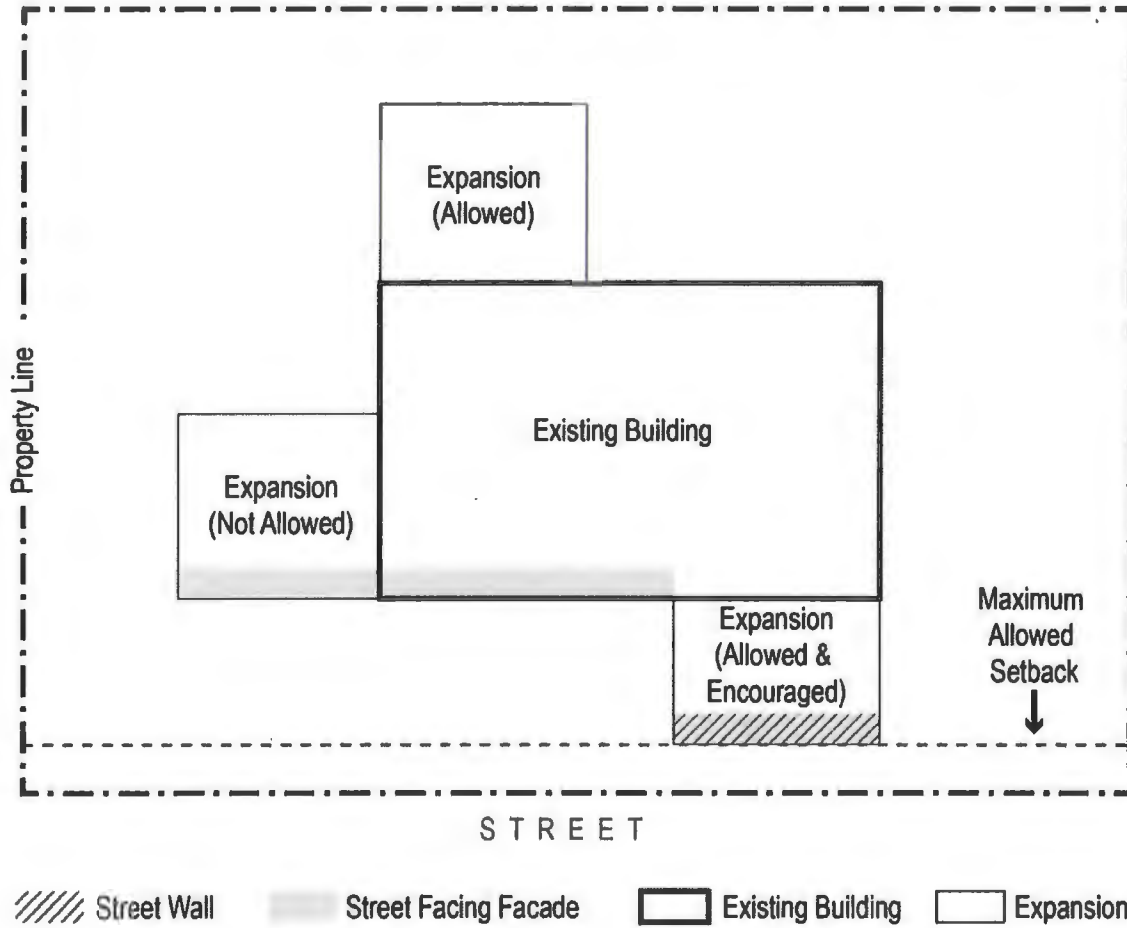 Expansion
(Allowed)
Property Line
Existing Building
Expansion
(Not Allowed)
Expansion
(Allowed &
Encouraged)
Maximum
Allowed
Setback
STREET
Street Wall
Street Facing Facade
Existing Building
Expansion